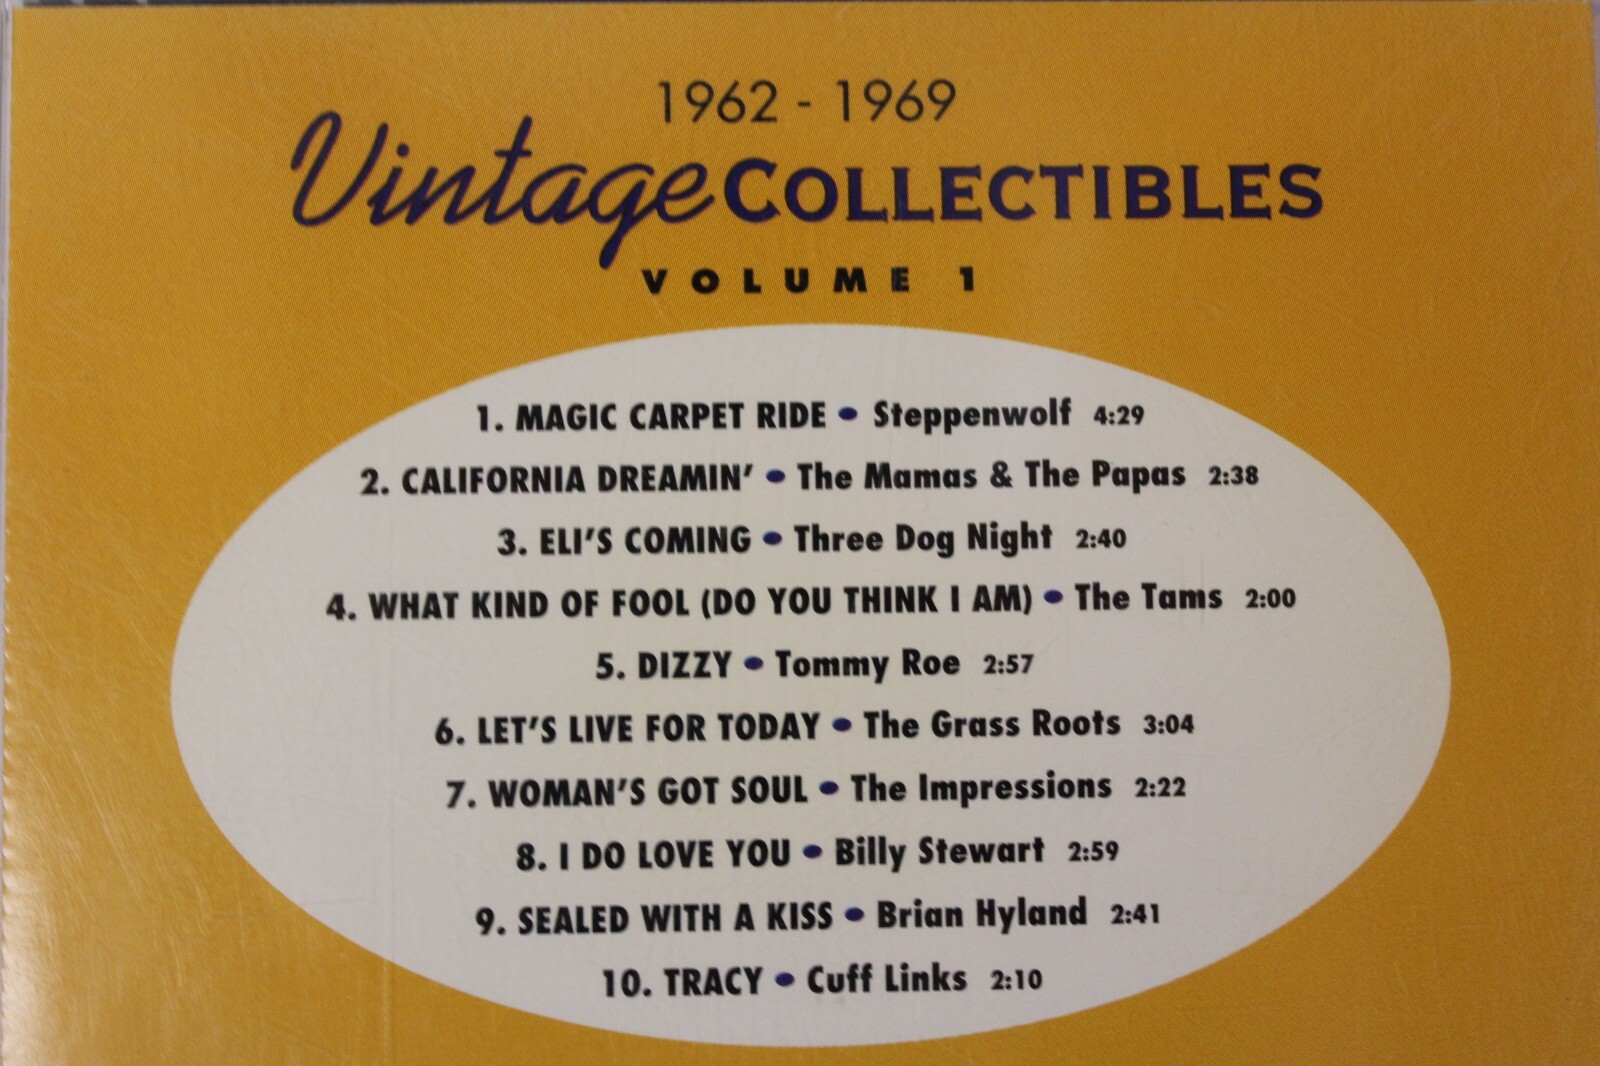 1962 - 1969
Vintage COLLECTIBLES
VOLUME 1
1. MAGIC CARPET RIDE • Steppenwolf 4:29
2. CALIFORNIA DREAMIN' • The Mamas & The Papas 2:38
3. ELI'S COMING • Three Dog Night 2:40
4. WHAT KIND OF FOOL (DO YOU THINK I AM) • The Tams 2:00
5. DIZZY • Tommy Roe 2:57
6. LET'S LIVE FOR TODAY • The Grass Roots 3:04
7. WOMAN'S GOT SOUL • The Impressions 2:22
8. I DO LOVE YOU • Billy Stewart 2:59
9. SEALED WITH A KISS • Brian Hyland 2:41
10. TRACY • Cuff Links 2:10